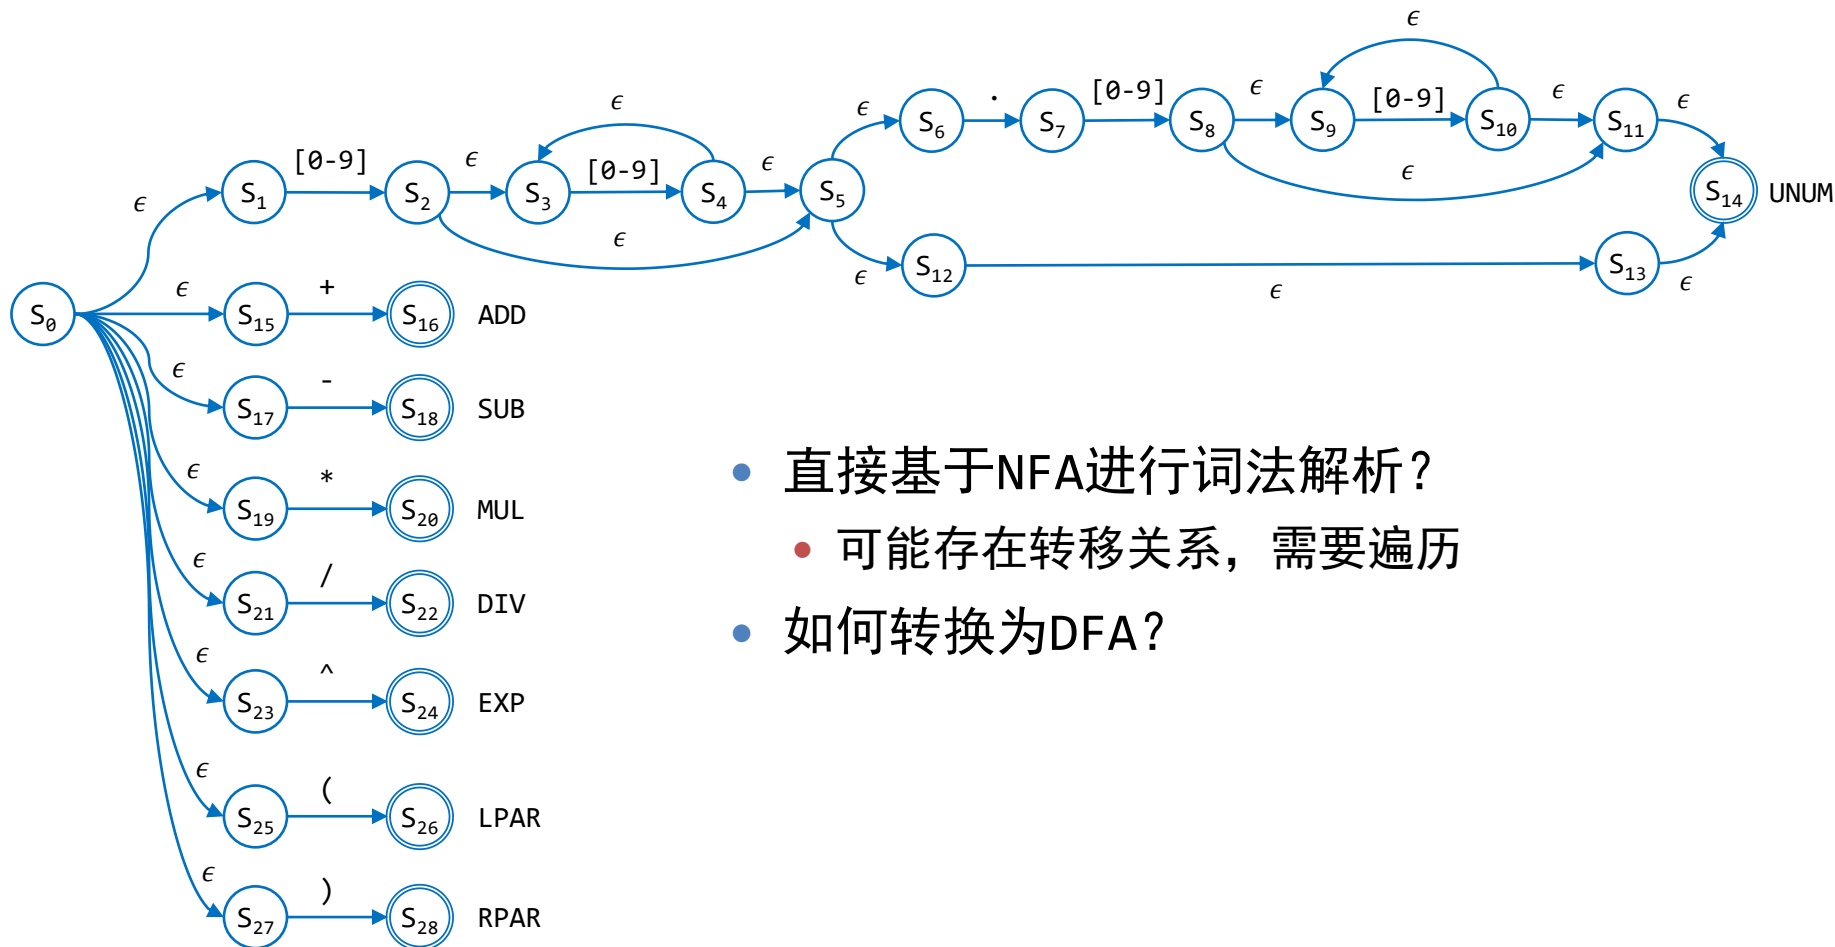 ϵ
ϵ ϵ . [0-9] ϵ [0-9] ϵ ϵ
S6 S7 S8 S9 S10 S11
ϵ [0-9] ϵ [0-9] ϵ ϵ
S1 S2 S3 S4 S5 S14 UNUM
ϵ ϵ S12 ϵ S13 ϵ
S0 ϵ S15 + S16 ADD
ϵ S17 - S18 SUB
ϵ S19 * S20 MUL
ϵ S21 / S22 DIV
ϵ S23 ^ S24 EXP
ϵ S25 ( S26 LPAR
ϵ S27 ) S28 RPAR
直接基于NFA进行词法解析?
可能存在转移关系，需要遍历
如何转换为DFA?